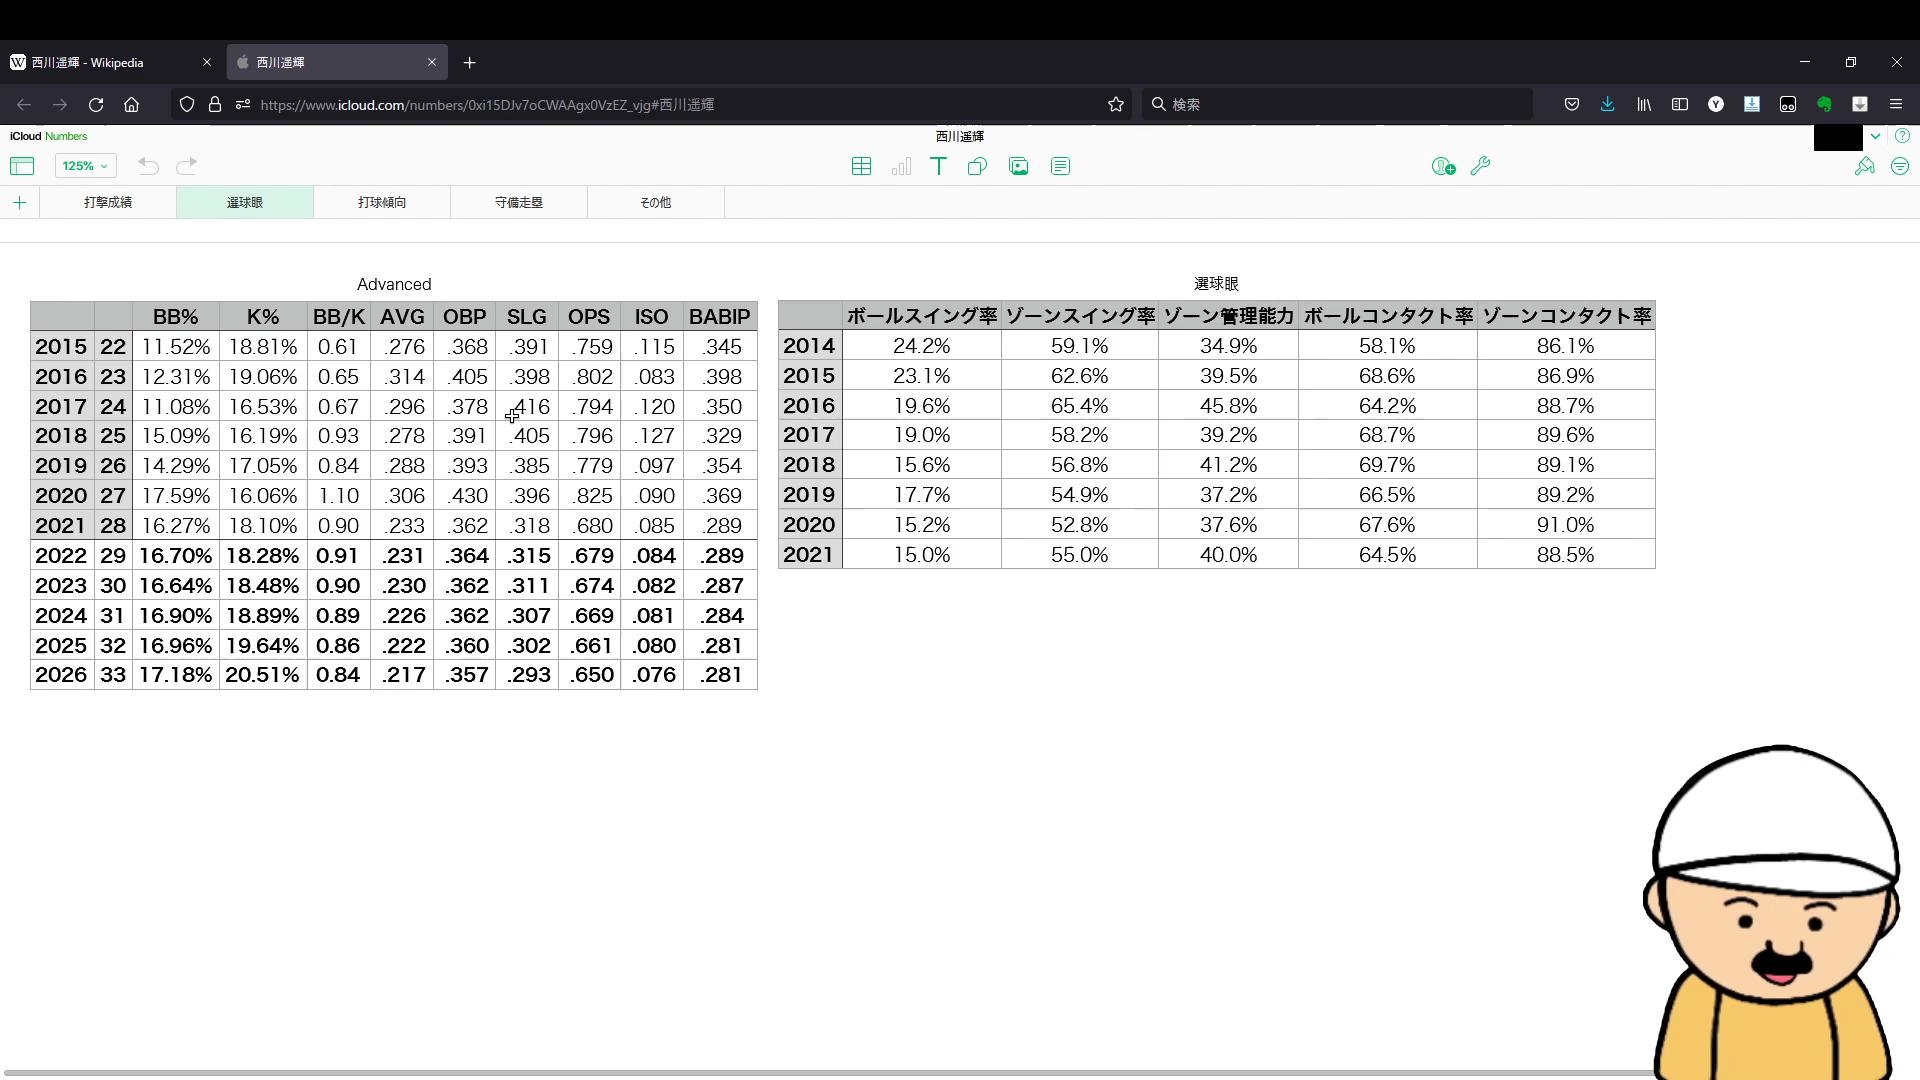 西川遥輝 - Wikipedia
西川遥輝
https://www.icloud.com/numbers/0xi15DJv7oCWAAgx0VzEZ_vjg#西川遥輝
検索
iCloud Numbers
西川遥輝
125%
打撃成績 選球眼 打球傾向 守備走塁 その他
Advanced
BB% K% BB/K AVG OBP SLG OPS ISO BABIP
2015 22 11.52% 18.81% 0.61 .276 .368 .391 .759 .115 .345
2016 23 12.31% 19.06% 0.65 .314 .405 .398 .802 .083 .398
2017 24 11.08% 16.53% 0.67 .296 .378 .416 .794 .120 .350
2018 25 15.09% 16.19% 0.93 .278 .391 .405 .796 .127 .329
2019 26 14.29% 17.05% 0.84 .288 .393 .385 .779 .097 .354
2020 27 17.59% 16.06% 1.10 .306 .430 .396 .825 .090 .369
2021 28 16.27% 18.10% 0.90 .233 .362 .318 .680 .085 .289
2022 29 16.70% 18.28% 0.91 .231 .364 .315 .679 .084 .289
2023 30 16.64% 18.48% 0.90 .230 .362 .311 .674 .082 .287
2024 31 16.90% 18.89% 0.89 .226 .362 .307 .669 .081 .284
2025 32 16.96% 19.64% 0.86 .222 .360 .302 .661 .080 .281
2026 33 17.18% 20.51% 0.84 .217 .357 .293 .650 .076 .281
選球眼
ボールスイング率 ゾーンスイング率 ゾーン管理能力 ボールコンタクト率 ゾーンコンタクト率
2014 24.2% 59.1% 34.9% 58.1% 86.1%
2015 23.1% 62.6% 39.5% 68.6% 86.9%
2016 19.6% 65.4% 45.8% 64.2% 88.7%
2017 19.0% 58.2% 39.2% 68.7% 89.6%
2018 15.6% 56.8% 41.2% 69.7% 89.1%
2019 17.7% 54.9% 37.2% 66.5% 89.2%
2020 15.2% 52.8% 37.6% 67.6% 91.0%
2021 15.0% 55.0% 40.0% 64.5% 88.5%